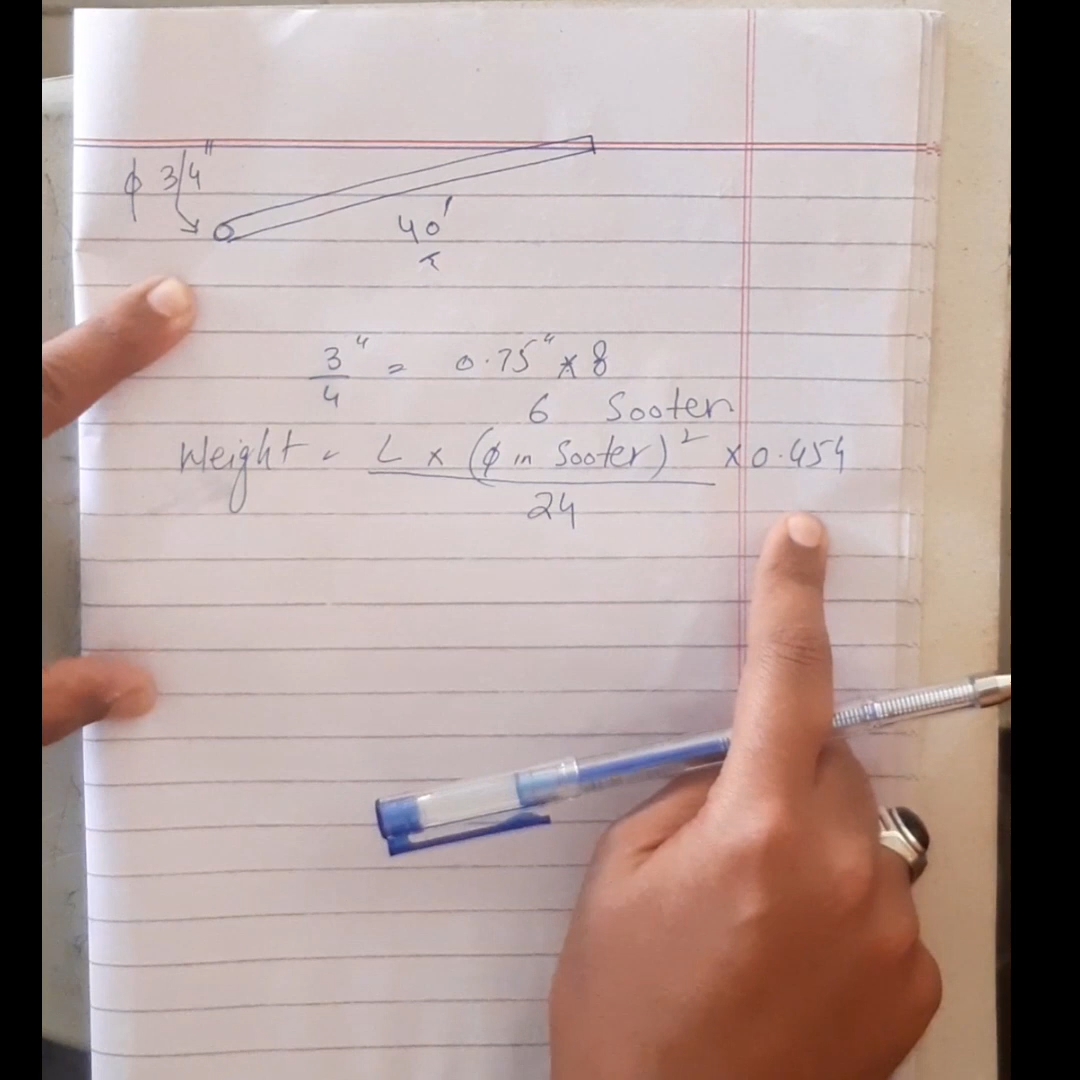 φ 3/4"
40'
3"/4 = 0.75" × 8
6 Sooter
Weight = L × (φ in Sooter)² × 0.454
24